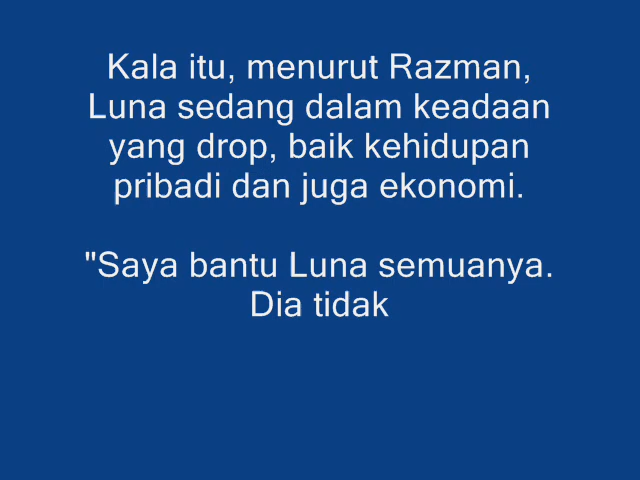 Kala itu, menurut Razman,
Luna sedang dalam keadaan
yang drop, baik kehidupan
pribadi dan juga ekonomi.
"Saya bantu Luna semuanya.
Dia tidak